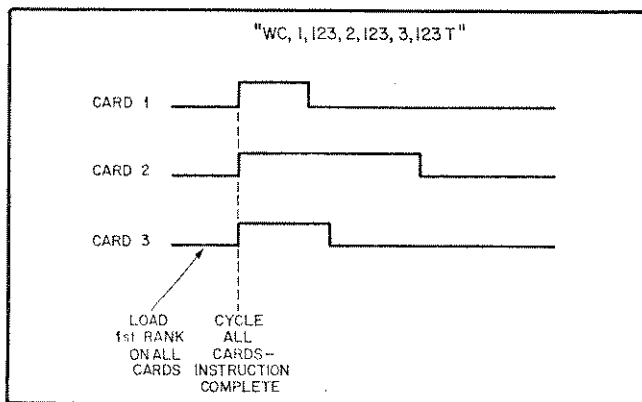 "WC, 1, 123, 2, 123, 3, 123 T"
CARD 1
CARD 2
CARD 3
LOAD
1st RANK
ON ALL
CARDS
CYCLE
ALL
CARDS-
INSTRUCTION
COMPLETE